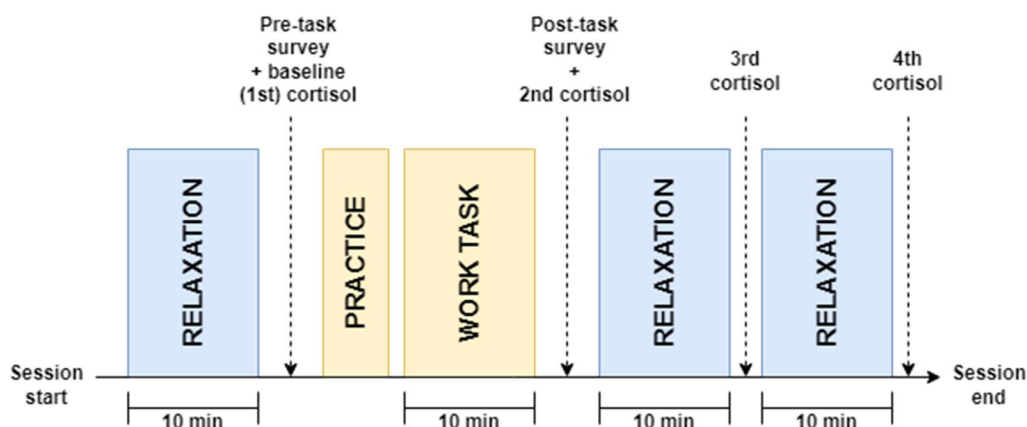 Pre-task
survey
+ baseline
(1st) cortisol
Post-task
survey
+
2nd cortisol
3rd
cortisol
4th
cortisol
RELAXATION
PRACTICE
WORK TASK
RELAXATION
RELAXATION
Session
start
Session
end
10 min
10 min
10 min
10 min